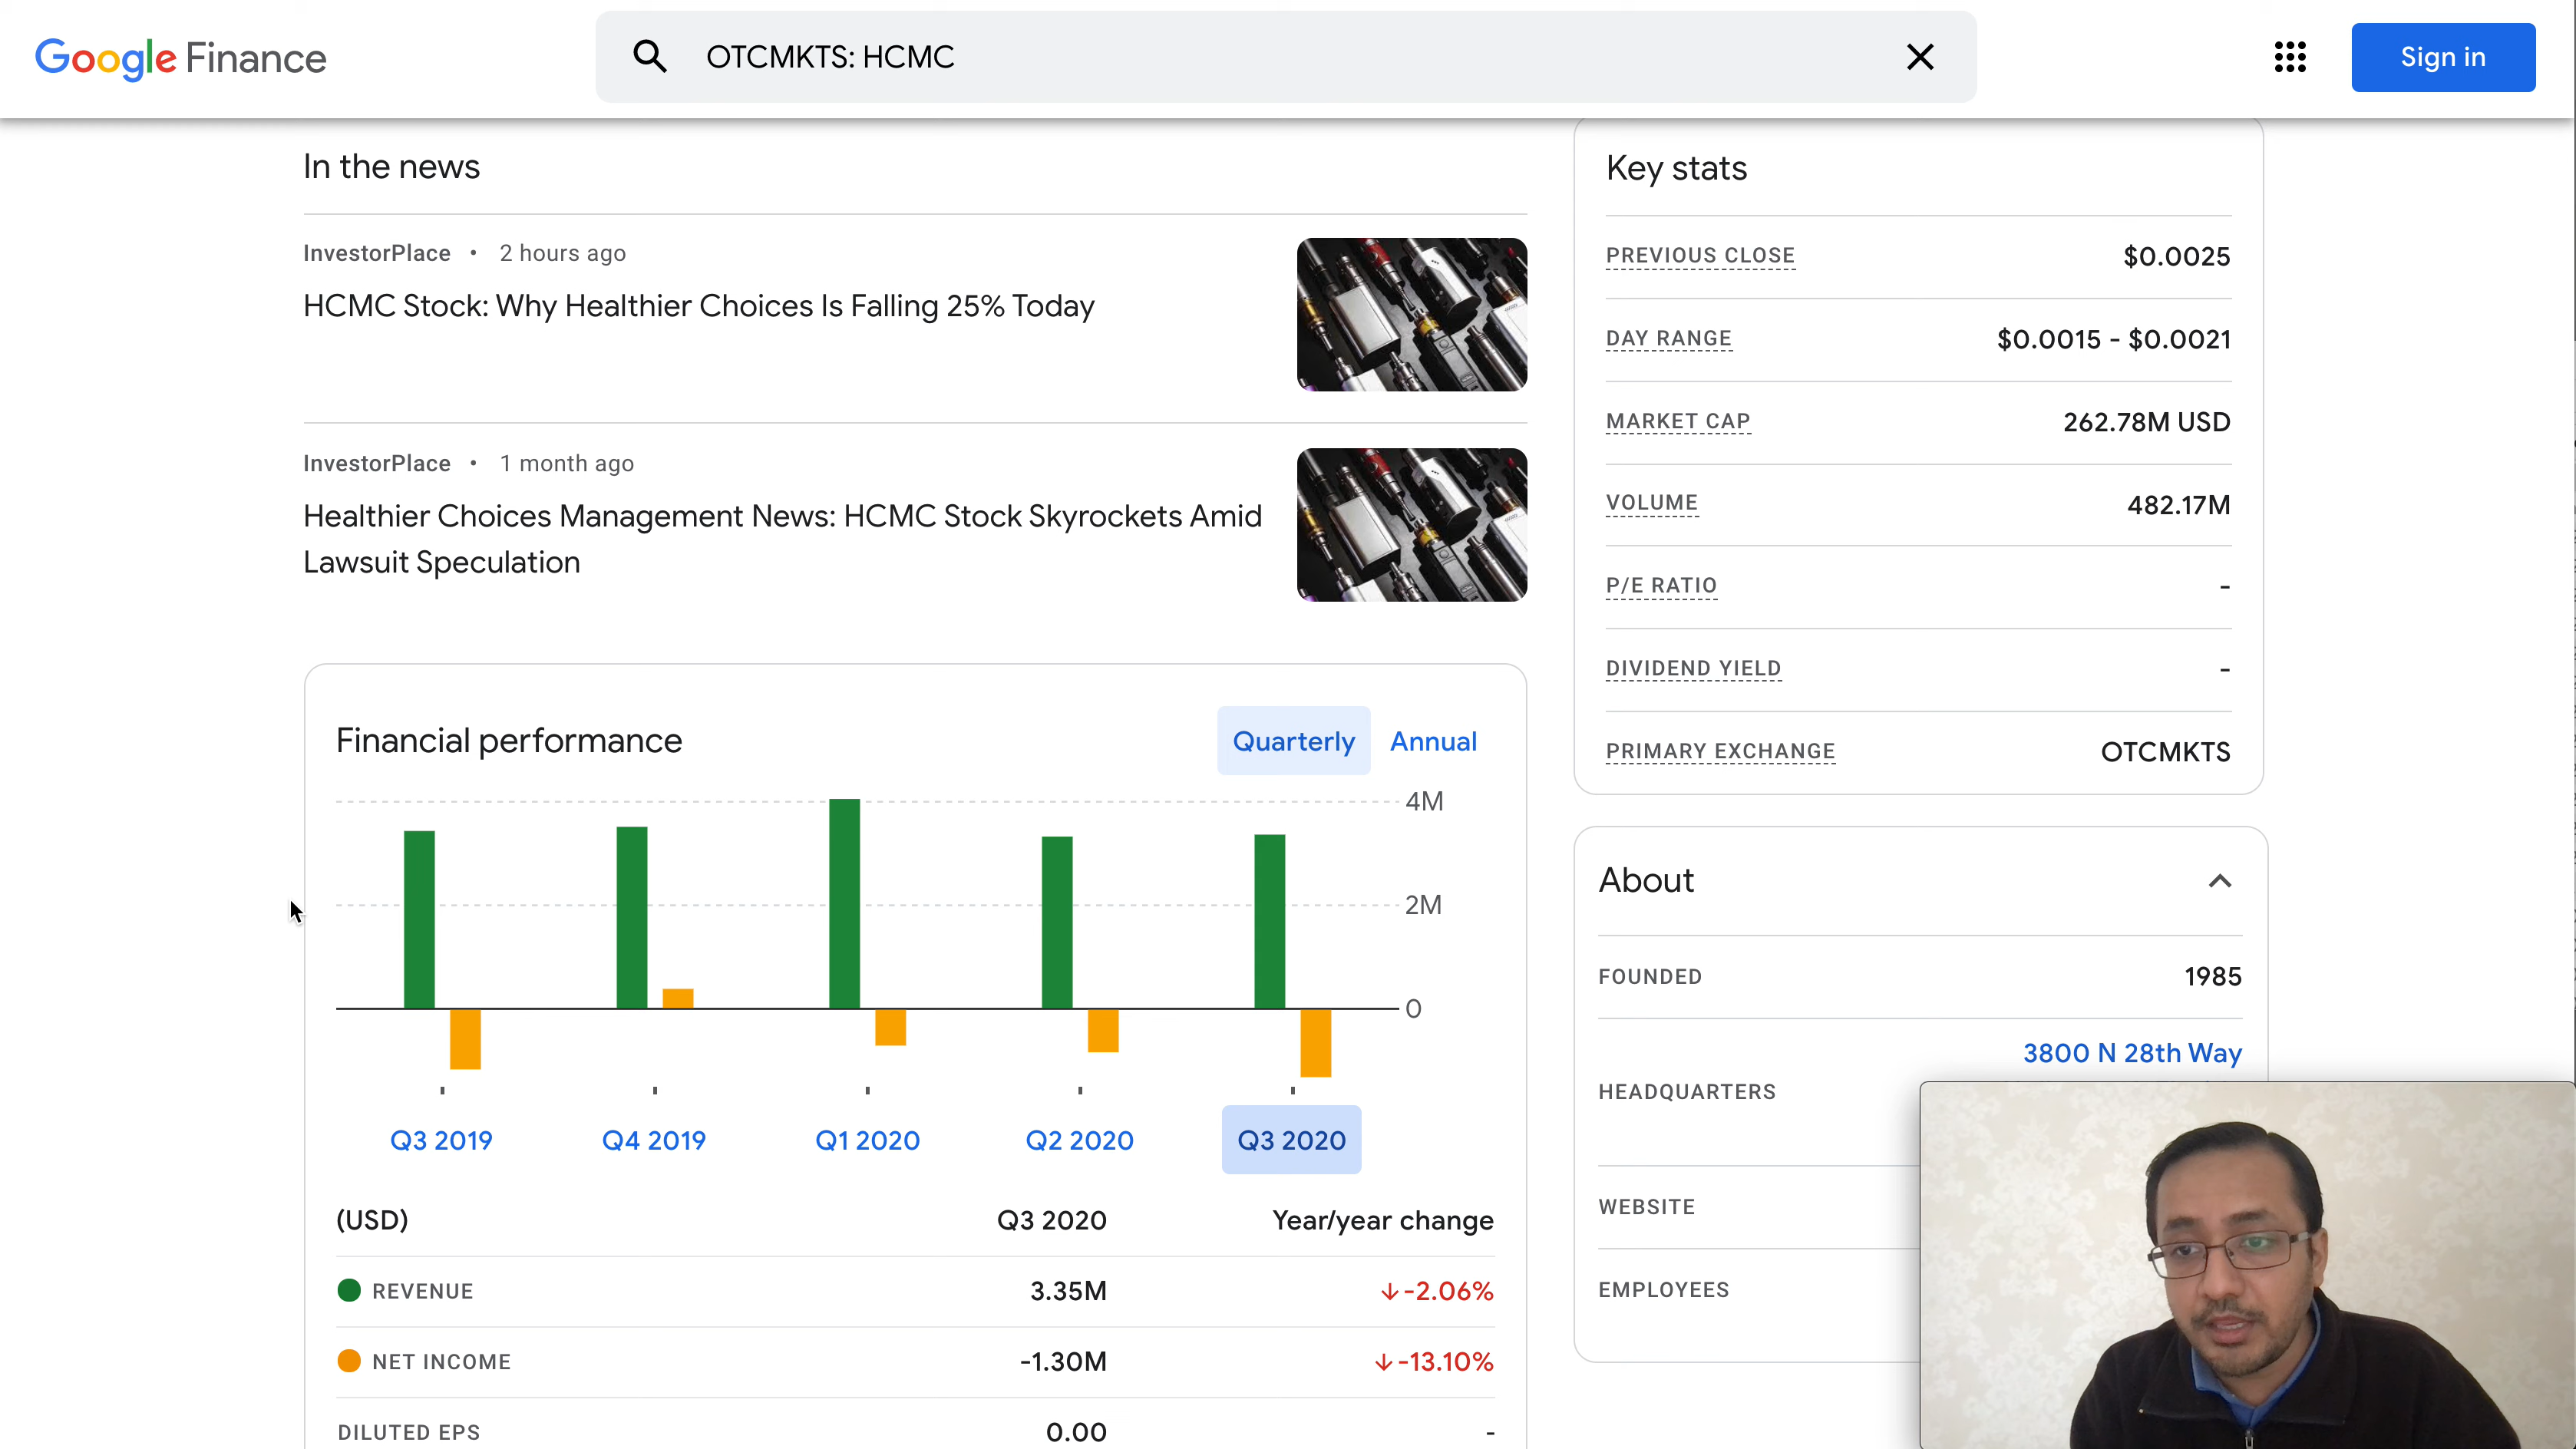 Google Finance
OTCMKTS: HCMC
Sign in
In the news
InvestorPlace • 2 hours ago
HCMC Stock: Why Healthier Choices Is Falling 25% Today
InvestorPlace • 1 month ago
Healthier Choices Management News: HCMC Stock Skyrockets Amid
Lawsuit Speculation
Financial performance
Quarterly Annual
4M
2M
0
Q3 2019 Q4 2019 Q1 2020 Q2 2020 Q3 2020
(USD) Q3 2020 Year/year change
REVENUE 3.35M ↓-2.06%
NET INCOME -1.30M ↓-13.10%
DILUTED EPS 0.00 -
Key stats
PREVIOUS CLOSE $0.0025
DAY RANGE $0.0015 - $0.0021
MARKET CAP 262.78M USD
VOLUME 482.17M
P/E RATIO -
DIVIDEND YIELD -
PRIMARY EXCHANGE OTCMKTS
About
FOUNDED 1985
3800 N 28th Way
HEADQUARTERS
WEBSITE
EMPLOYEES